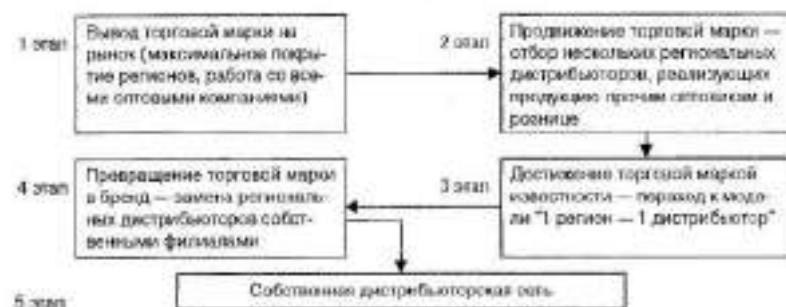 1 этап
Вывод торговой марки на
рынок (максимальное покры
тие регионов, работа со все-
ми оптовыми компаниями)
2 этап
Продвижение торговой марки —
отбор нескольких региональных
дистрибьюторов, реализующих
продукцию прочим оптовикам и
рознице
3 этап
Достижение торговой маркой
известности — переход к моде-
ли "1 регион — 1 дистрибьютор"
4 этап
Превращение торговой марки
в бренд — замена региональ-
ных дистрибьюторов собст-
венными филиалами
5 этап
Собственная дистрибьюторская сеть